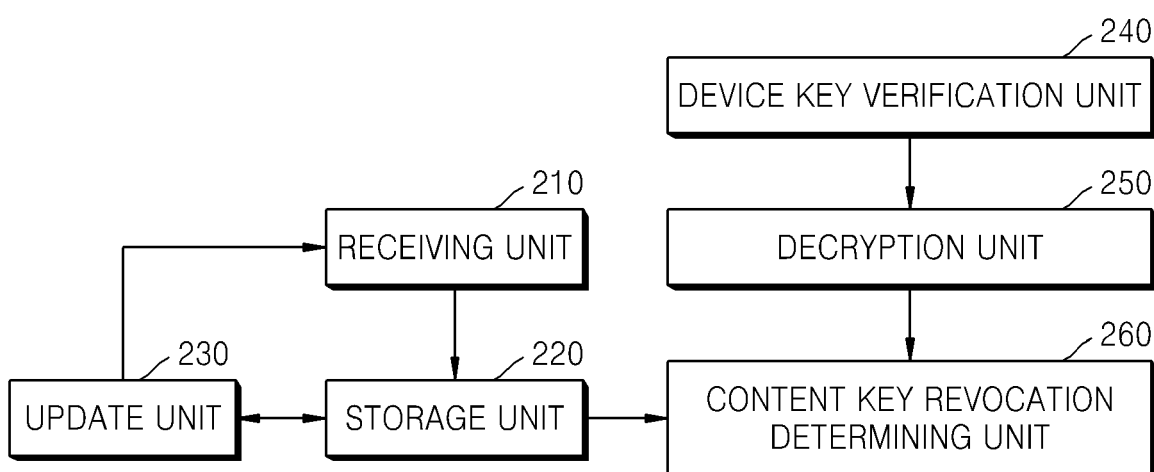 240
DEVICE KEY VERIFICATION UNIT
210
250
RECEIVING UNIT
DECRYPTION UNIT
230
220
260
UPDATE UNIT
STORAGE UNIT
CONTENT KEY REVOCATION
DETERMINING UNIT